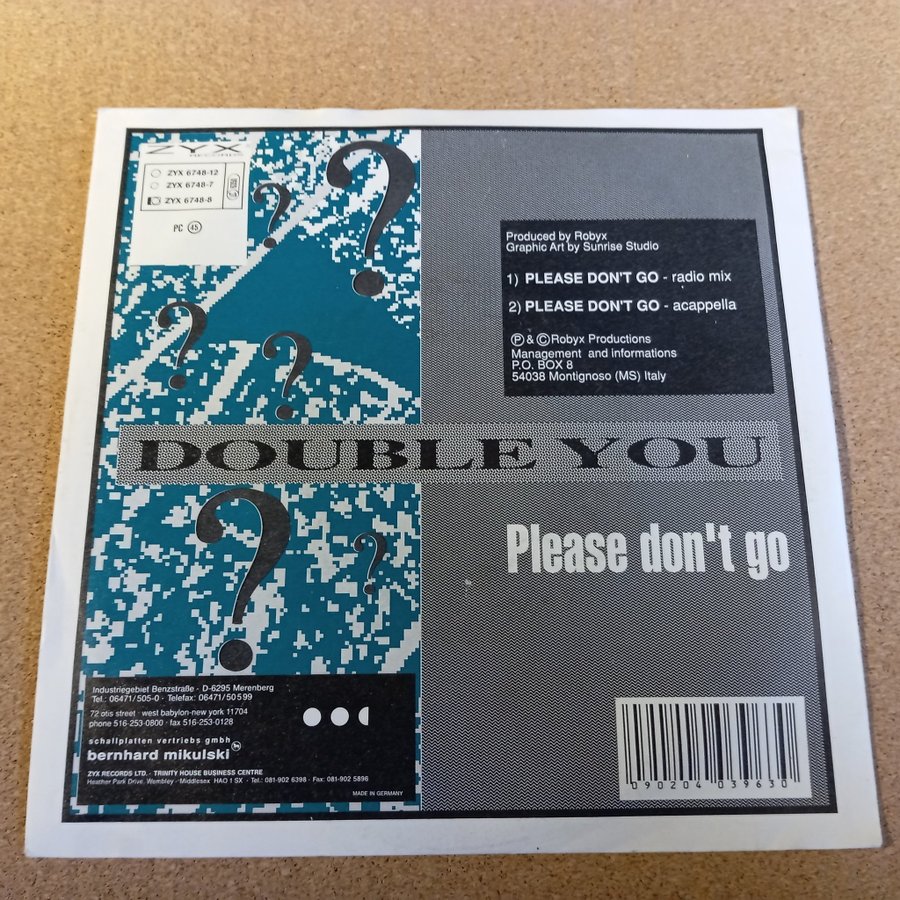 ZYX
RECORDS
ZYX 6748-12
ZYX 6748-7
ZYX 6748-8
PC 45
Produced by Robyx
Graphic Art by Sunrise Studio
1) PLEASE DON'T GO - radio mix
2) PLEASE DON'T GO - acappella
Ⓟ & ©Robyx Productions
Management and informations
P.O. BOX 8
54038 Montignoso (MS) Italy
? ? ? ? ? ?
DOUBLE YOU
Please don't go
Industriegebiet Benzstraße · D-6295 Merenberg
Tel.: 06471/505-0 · Telefax: 06471/50599
72 otis street · west babylon-new york 11704
phone 516-253-0800 · fax 516-253-0128
schallplatten vertriebs gmbh
bernhard mikulski
ZYX RECORDS LTD. · TRINITY HOUSE BUSINESS CENTRE
Heather Park Drive. Wembley · Middlesex HAO 1 SX · Tel.: 081-902 6398 · Fax: 081-902 5896
MADE IN GERMANY
090204 039630